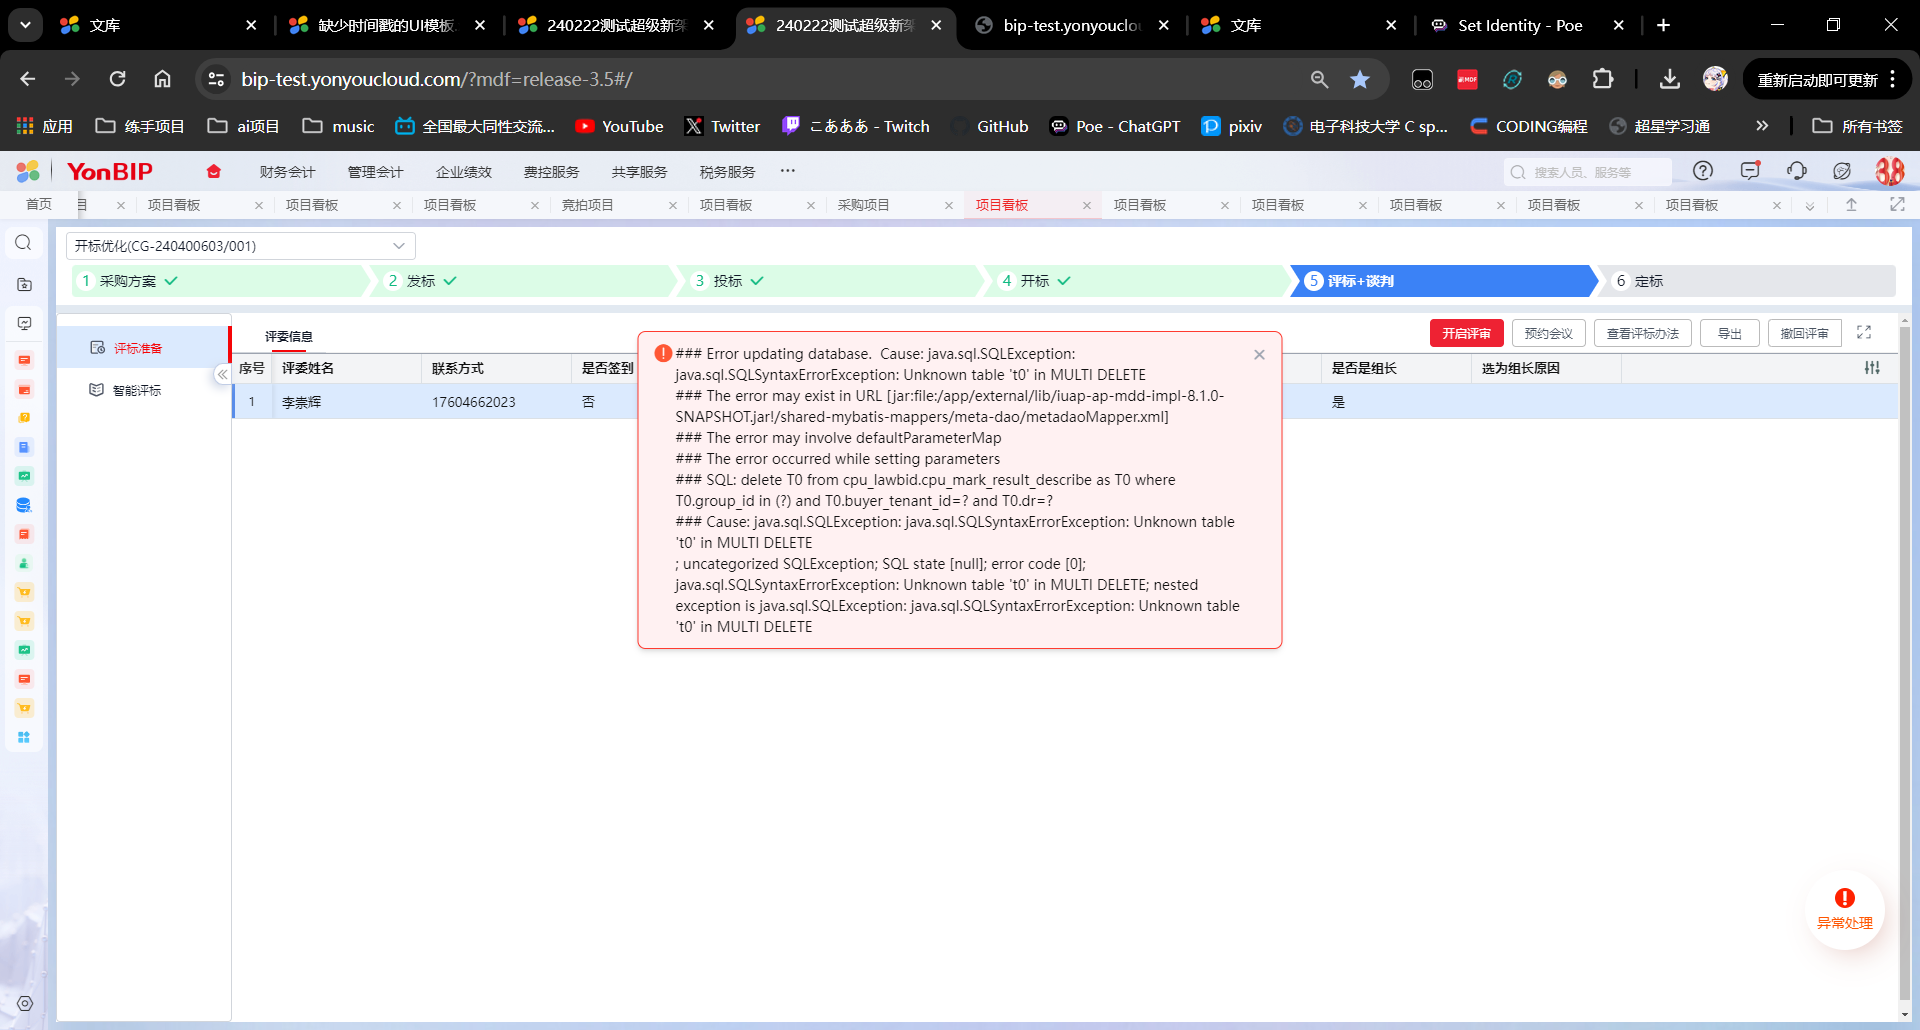 文库
缺少时间戳的UI模板.
240222测试超级新架
240222测试超级新架
bip-test.yonyouclou
文库
Set Identity - Poe
bip-test.yonyoucloud.com/?mdf=release-3.5#/
重新启动即可更新
应用
练手项目
ai项目
music
全国最大同性交流...
YouTube
Twitter
こあああ - Twitch
GitHub
Poe - ChatGPT
pixiv
电子科技大学 C sp...
CODING编程
超星学习通
所有书签
YonBIP
财务会计
管理会计
企业绩效
费控服务
共享服务
税务服务
搜索人员、服务等
首页
目
项目看板
项目看板
项目看板
竞拍项目
项目看板
采购项目
项目看板
项目看板
项目看板
项目看板
项目看板
项目看板
开标优化(CG-240400603/001)
1 采购方案
2 发标
3 投标
4 开标
5 评标+谈判
6 定标
评标准备
智能评标
评委信息
开启评审
预约会议
查看评标办法
导出
撤回评审
序号
评委姓名
联系方式
是否签到
是否是组长
选为组长原因
1
李崇辉
17604662023
否
是
### Error updating database.  Cause: java.sql.SQLException:
java.sql.SQLSyntaxErrorException: Unknown table 't0' in MULTI DELETE
### The error may exist in URL [jar:file:/app/external/lib/iuap-ap-mdd-impl-8.1.0-
SNAPSHOT.jar!/shared-mybatis-mappers/meta-dao/metadaoMapper.xml]
### The error may involve defaultParameterMap
### The error occurred while setting parameters
### SQL: delete T0 from cpu_lawbid.cpu_mark_result_describe as T0 where
T0.group_id in (?) and T0.buyer_tenant_id=? and T0.dr=?
### Cause: java.sql.SQLException: java.sql.SQLSyntaxErrorException: Unknown table
't0' in MULTI DELETE
; uncategorized SQLException; SQL state [null]; error code [0];
java.sql.SQLSyntaxErrorException: Unknown table 't0' in MULTI DELETE; nested
exception is java.sql.SQLException: java.sql.SQLSyntaxErrorException: Unknown table
't0' in MULTI DELETE
异常处理